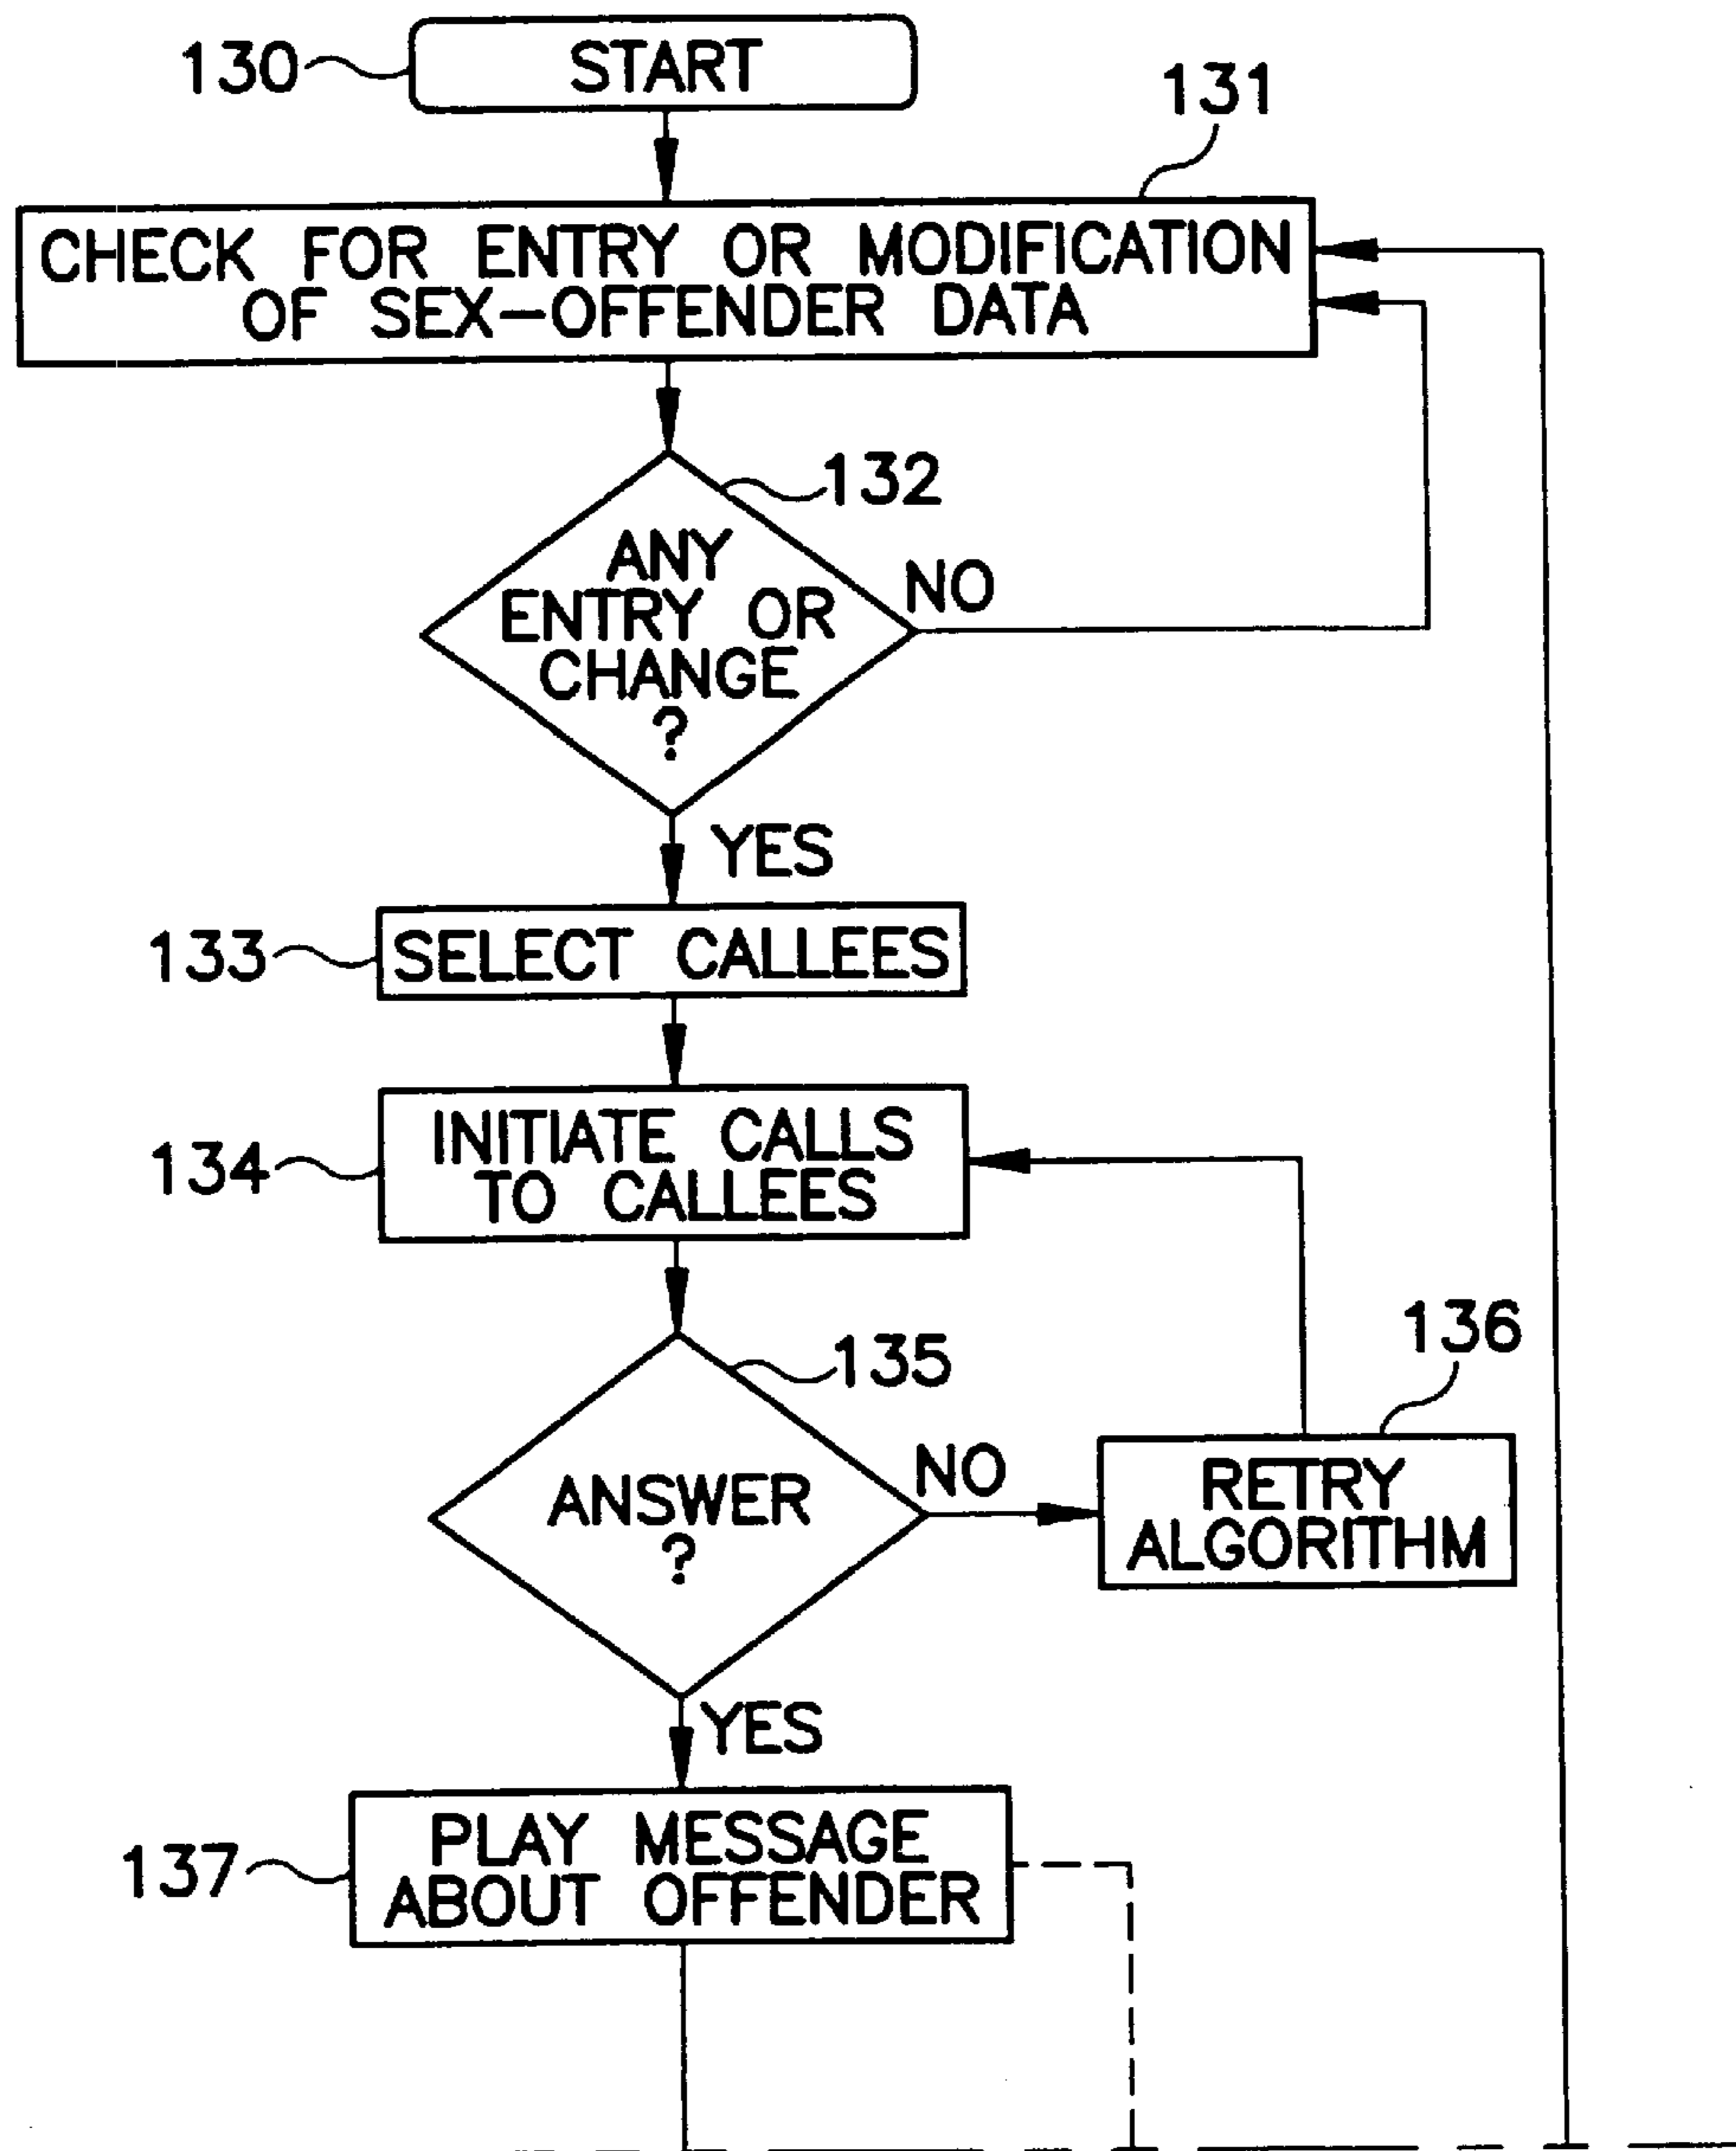 130
START
131
CHECK FOR ENTRY OR MODIFICATION
OF SEX-OFFENDER DATA
132
ANY
ENTRY OR
CHANGE
?
NO
YES
133
SELECT CALLEES
134
INITIATE CALLS
TO CALLEES
135
136
ANSWER
?
NO
RETRY
ALGORITHM
YES
137
PLAY MESSAGE
ABOUT OFFENDER